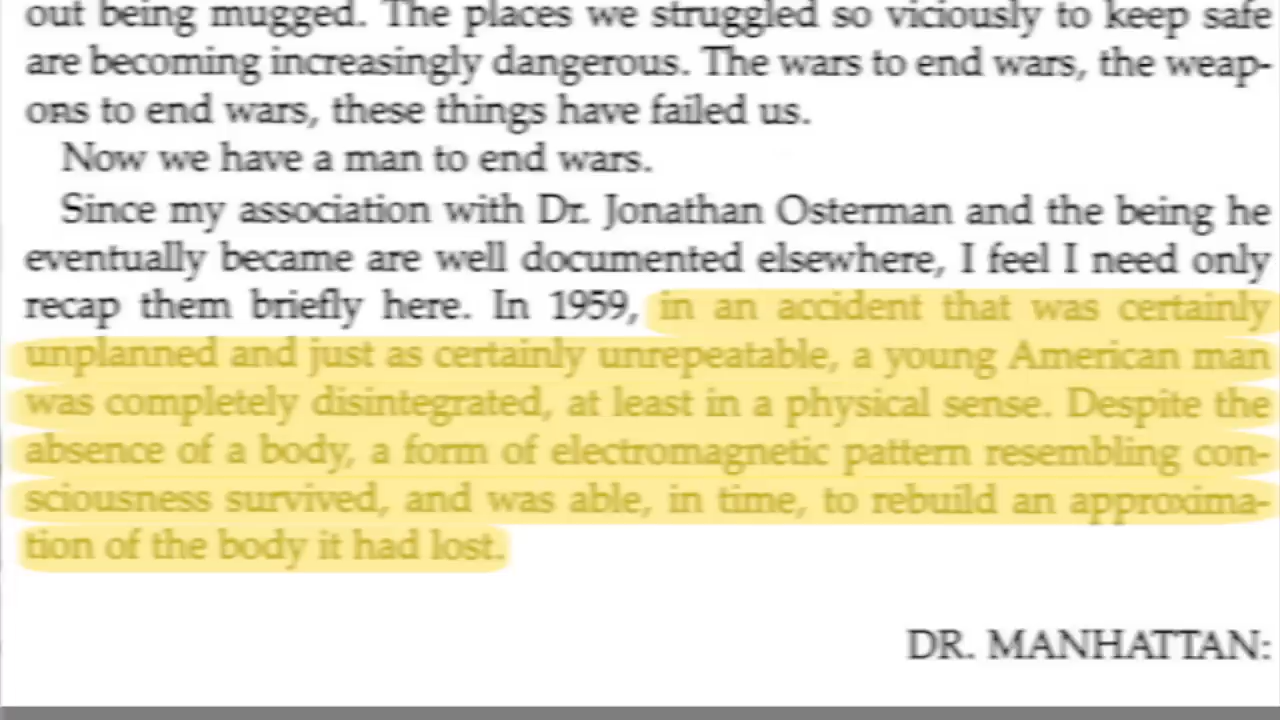 out being mugged. The places we struggled so viciously to keep safe
are becoming increasingly dangerous. The wars to end wars, the weap-
ons to end wars, these things have failed us.
Now we have a man to end wars.
Since my association with Dr. Jonathan Osterman and the being he
eventually became are well documented elsewhere, I feel I need only
recap them briefly here. In 1959, in an accident that was certainly
unplanned and just as certainly unrepeatable, a young American man
was completely disintegrated, at least in a physical sense. Despite the
absence of a body, a form of electromagnetic pattern resembling con-
sciousness survived, and was able, in time, to rebuild an approxima-
tion of the body it had lost.
DR. MANHATTAN: